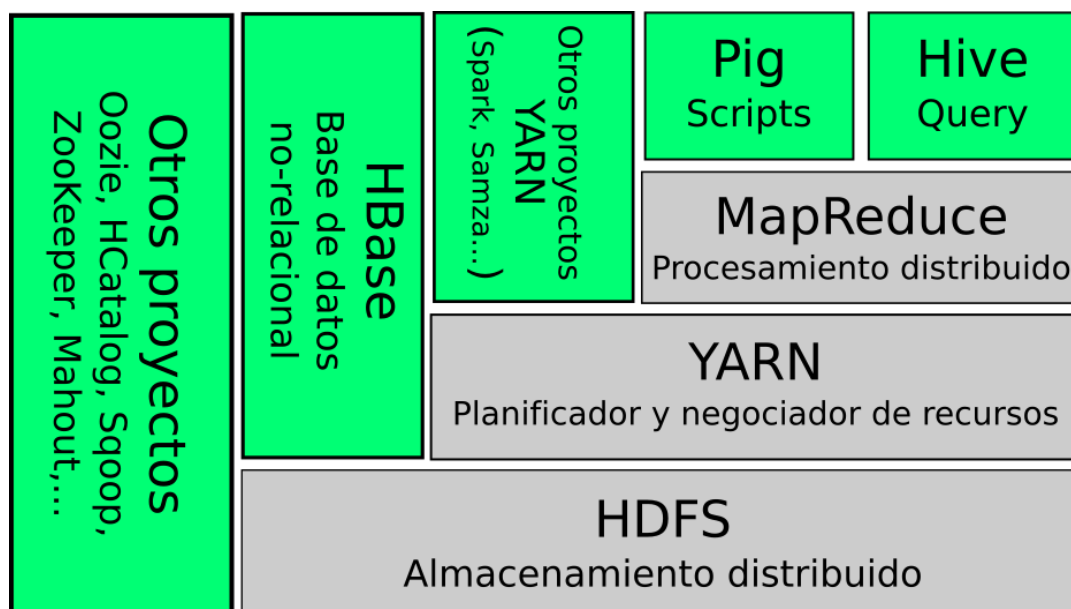 Otros proyectos
Oozie, HCatalog, Sqoop,
ZooKeeper, Mahout,...
HBase
Base de datos
no-relacional
Otros proyectos
YARN
(Spark, Samza...)
Pig
Scripts
Hive
Query
MapReduce
Procesamiento distribuido
YARN
Planificador y negociador de recursos
HDFS
Almacenamiento distribuido